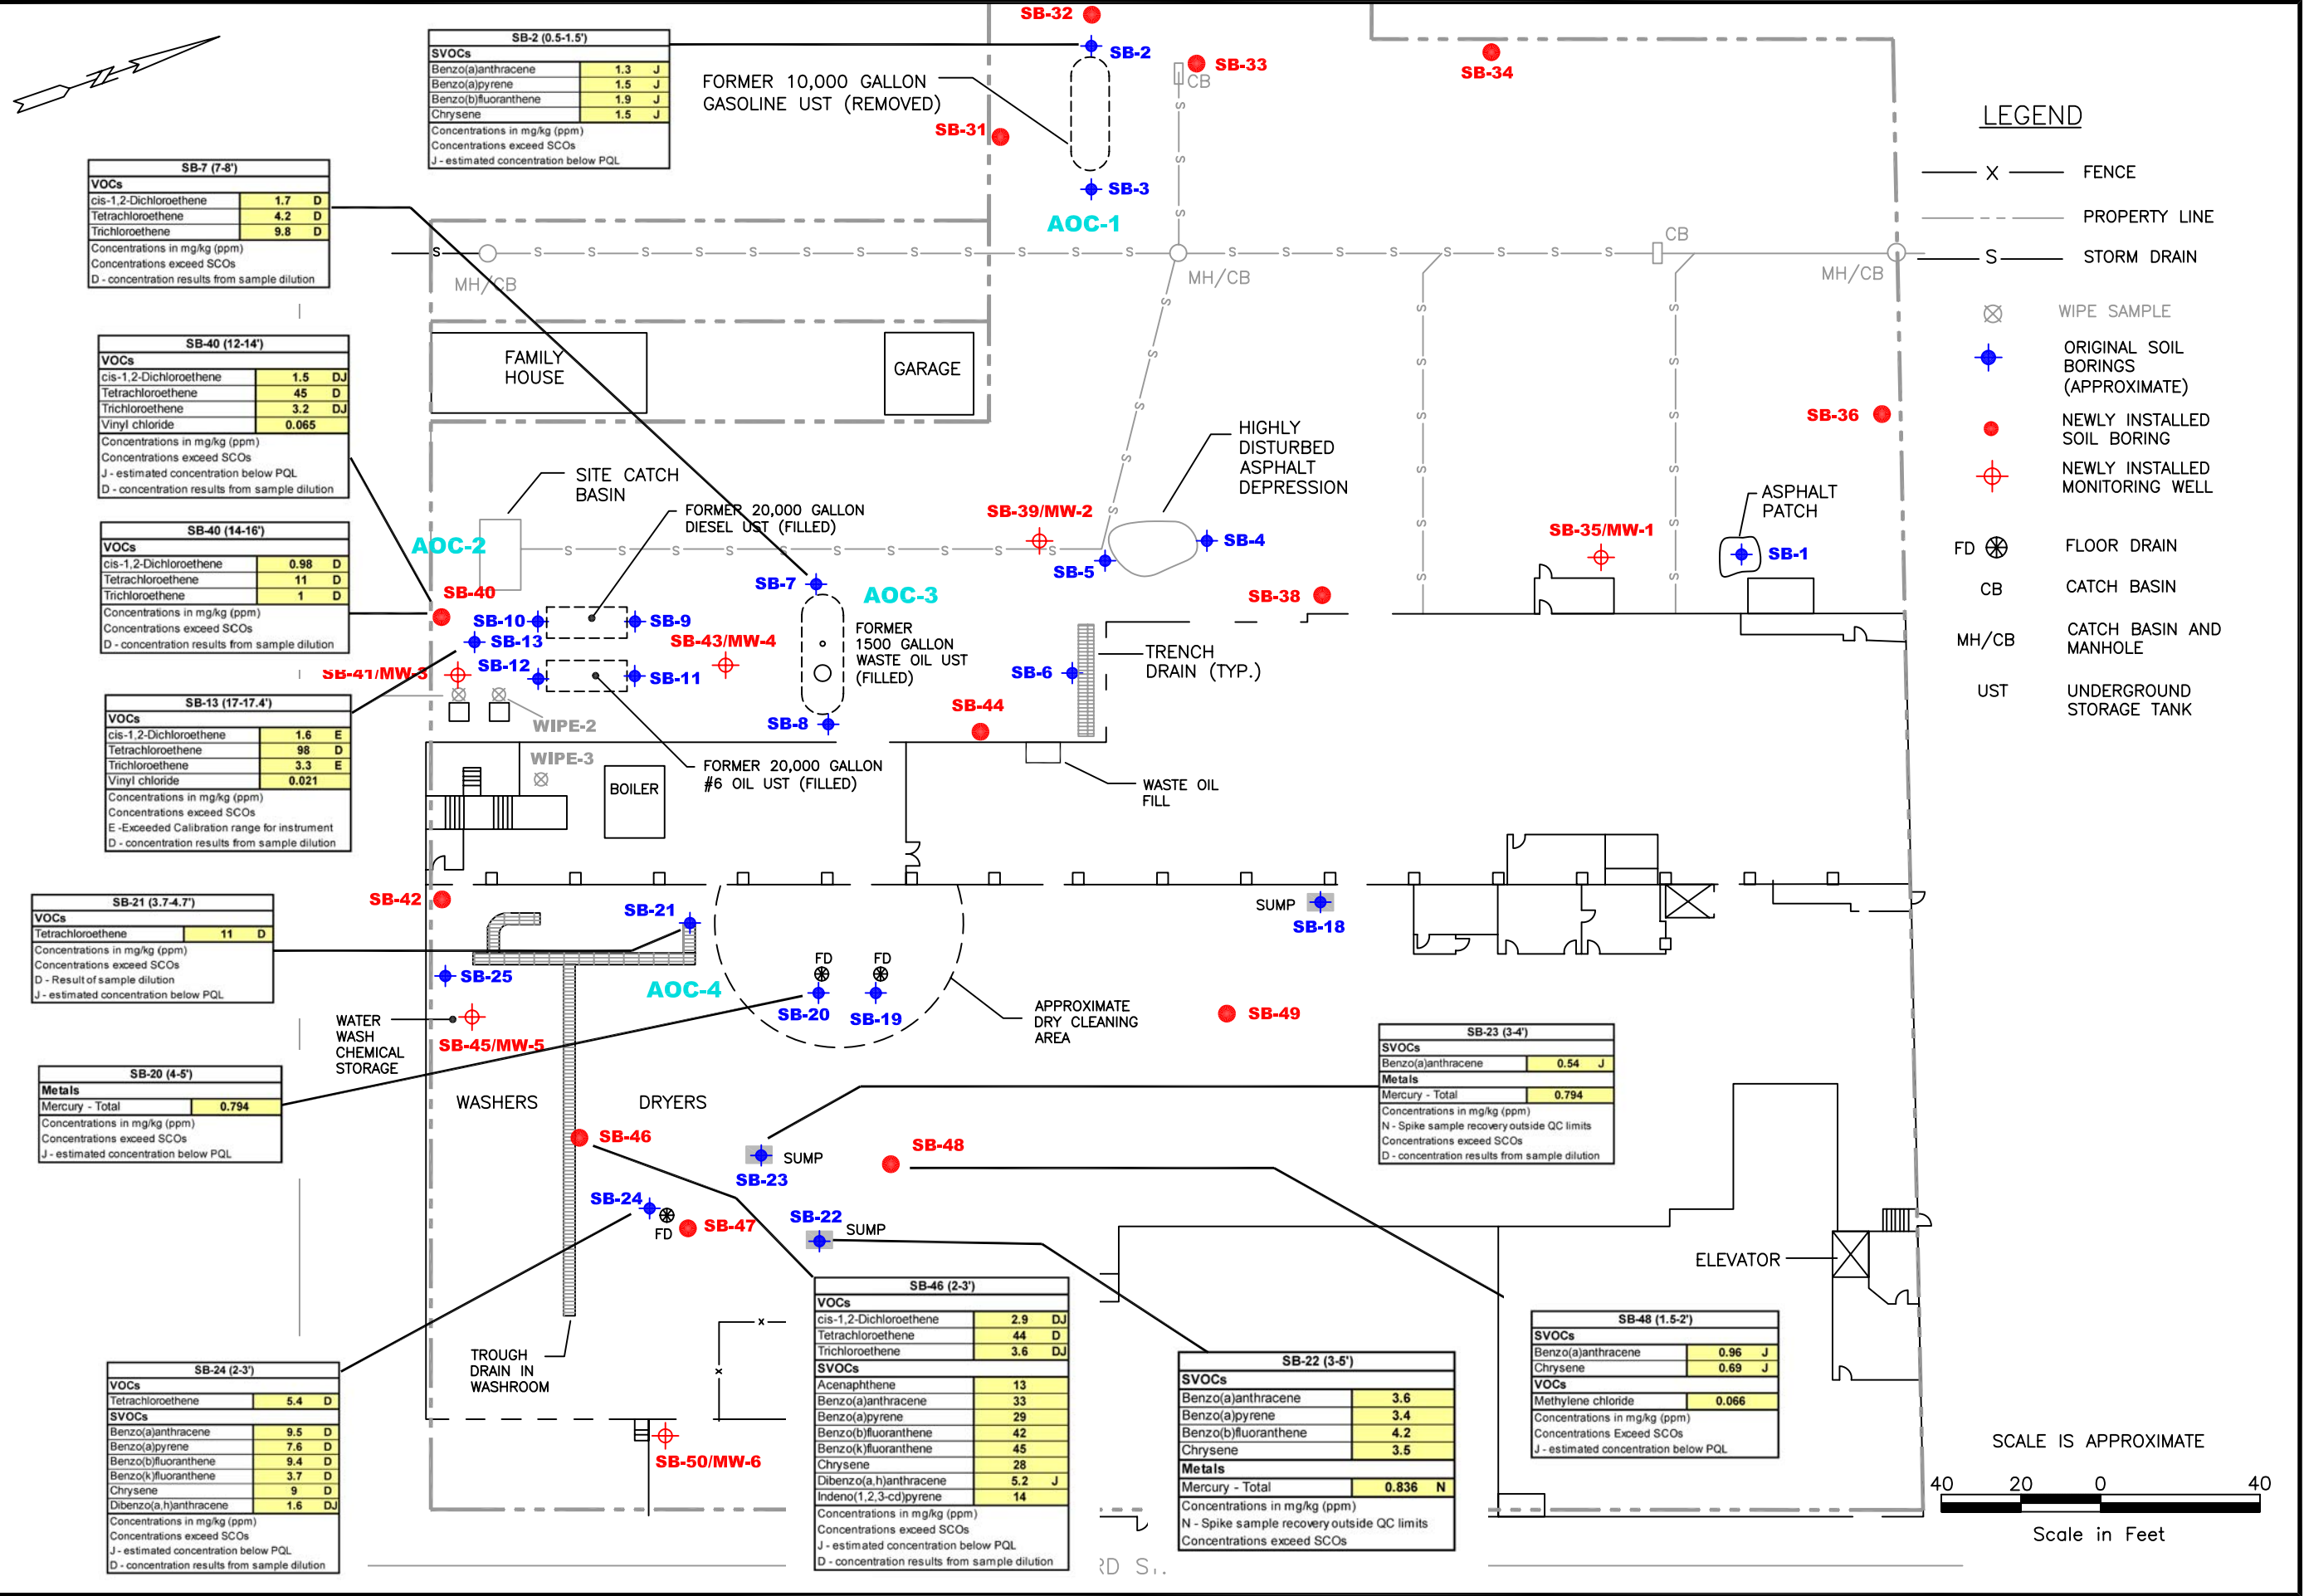 SB-32
SB-2 (0.5-1.5')
SVOCs
Benzo(a)anthracene 1.3 J
Benzo(a)pyrene 1.5 J
Benzo(b)fluoranthene 1.9 J
Chrysene 1.5 J
Concentrations in mg/kg (ppm)
Concentrations exceed SCOs
J - estimated concentration below PQL
SB-2
FORMER 10,000 GALLON
GASOLINE UST (REMOVED)
SB-33
CB
SB-34
SB-31
SB-3
AOC-1
LEGEND
X FENCE
PROPERTY LINE
S STORM DRAIN
WIPE SAMPLE
ORIGINAL SOIL
BORINGS
(APPROXIMATE)
NEWLY INSTALLED
SOIL BORING
NEWLY INSTALLED
MONITORING WELL
FD FLOOR DRAIN
CB CATCH BASIN
MH/CB CATCH BASIN AND
MANHOLE
UST UNDERGROUND
STORAGE TANK
SB-7 (7-8')
VOCs
cis-1,2-Dichloroethene 1.7 D
Tetrachloroethene 4.2 D
Trichloroethene 9.8 D
Concentrations in mg/kg (ppm)
Concentrations exceed SCOs
D - concentration results from sample dilution
MH/CB
MH/CB
CB
MH/CB
SB-40 (12-14')
VOCs
cis-1,2-Dichloroethene 1.5 DJ
Tetrachloroethene 45 D
Trichloroethene 3.2 DJ
Vinyl chloride 0.065
Concentrations in mg/kg (ppm)
Concentrations exceed SCOs
J - estimated concentration below PQL
D - concentration results from sample dilution
FAMILY
HOUSE
GARAGE
SB-36
HIGHLY
DISTURBED
ASPHALT
DEPRESSION
SITE CATCH
BASIN
FORMER 20,000 GALLON
DIESEL UST (FILLED)
SB-39/MW-2
SB-4
SB-5
SB-35/MW-1
ASPHALT
PATCH
SB-1
SB-40 (14-16')
VOCs
cis-1,2-Dichloroethene 0.98 D
Tetrachloroethene 11 D
Trichloroethene 1 D
Concentrations in mg/kg (ppm)
Concentrations exceed SCOs
D - concentration results from sample dilution
AOC-2
SB-40
SB-7
AOC-3
SB-38
SB-10
SB-9
SB-13
SB-43/MW-4
SB-12
SB-11
SB-41/MW-3
FORMER
1500 GALLON
WASTE OIL UST
(FILLED)
SB-6
TRENCH
DRAIN (TYP.)
SB-8
SB-44
WIPE-2
WIPE-3
BOILER
FORMER 20,000 GALLON
#6 OIL UST (FILLED)
WASTE OIL
FILL
SB-13 (17-17.4')
VOCs
cis-1,2-Dichloroethene 1.6 E
Tetrachloroethene 98 D
Trichloroethene 3.3 E
Vinyl chloride 0.021
Concentrations in mg/kg (ppm)
Concentrations exceed SCOs
E -Exceeded Calibration range for instrument
D - concentration results from sample dilution
SB-21 (3.7-4.7')
VOCs
Tetrachloroethene 11 D
Concentrations in mg/kg (ppm)
Concentrations exceed SCOs
D - Result of sample dilution
J - estimated concentration below PQL
SB-42
SB-21
SUMP
SB-18
SB-25
FD
FD
AOC-4
SB-20
SB-19
APPROXIMATE
DRY CLEANING
AREA
SB-49
WATER
WASH
CHEMICAL
STORAGE
SB-45/MW-5
SB-20 (4-5')
Metals
Mercury - Total 0.794
Concentrations in mg/kg (ppm)
Concentrations exceed SCOs
J - estimated concentration below PQL
SB-23 (3-4')
SVOCs
Benzo(a)anthracene 0.54 J
Metals
Mercury - Total 0.794
Concentrations in mg/kg (ppm)
N - Spike sample recovery outside QC limits
Concentrations exceed SCOs
D - concentration results from sample dilution
WASHERS
DRYERS
SB-46
SUMP
SB-23
SB-48
SB-24
FD
SB-47
SB-22
SUMP
ELEVATOR
TROUGH
DRAIN IN
WASHROOM
x
x
SB-50/MW-6
SB-24 (2-3')
VOCs
Tetrachloroethene 5.4 D
SVOCs
Benzo(a)anthracene 9.5 D
Benzo(a)pyrene 7.6 D
Benzo(b)fluoranthene 9.4 D
Benzo(k)fluoranthene 3.7 D
Chrysene 9 D
Dibenzo(a,h)anthracene 1.6 DJ
Concentrations in mg/kg (ppm)
Concentrations exceed SCOs
J - estimated concentration below PQL
D - concentration results from sample dilution
SB-46 (2-3')
VOCs
cis-1,2-Dichloroethene 2.9 DJ
Tetrachloroethene 44 D
Trichloroethene 3.6 DJ
SVOCs
Acenaphthene 13
Benzo(a)anthracene 33
Benzo(a)pyrene 29
Benzo(b)fluoranthene 42
Benzo(k)fluoranthene 45
Chrysene 28
Dibenzo(a,h)anthracene 5.2 J
Indeno(1,2,3-cd)pyrene 14
Concentrations in mg/kg (ppm)
Concentrations exceed SCOs
J - estimated concentration below PQL
D - concentration results from sample dilution
SB-22 (3-5')
SVOCs
Benzo(a)anthracene 3.6
Benzo(a)pyrene 3.4
Benzo(b)fluoranthene 4.2
Chrysene 3.5
Metals
Mercury - Total 0.836 N
Concentrations in mg/kg (ppm)
N - Spike sample recovery outside QC limits
Concentrations exceed SCOs
SB-48 (1.5-2')
SVOCs
Benzo(a)anthracene 0.96 J
Chrysene 0.69 J
VOCs
Methylene chloride 0.066
Concentrations in mg/kg (ppm)
Concentrations Exceed SCOs
J - estimated concentration below PQL
SCALE IS APPROXIMATE
40 20 0 40
Scale in Feet